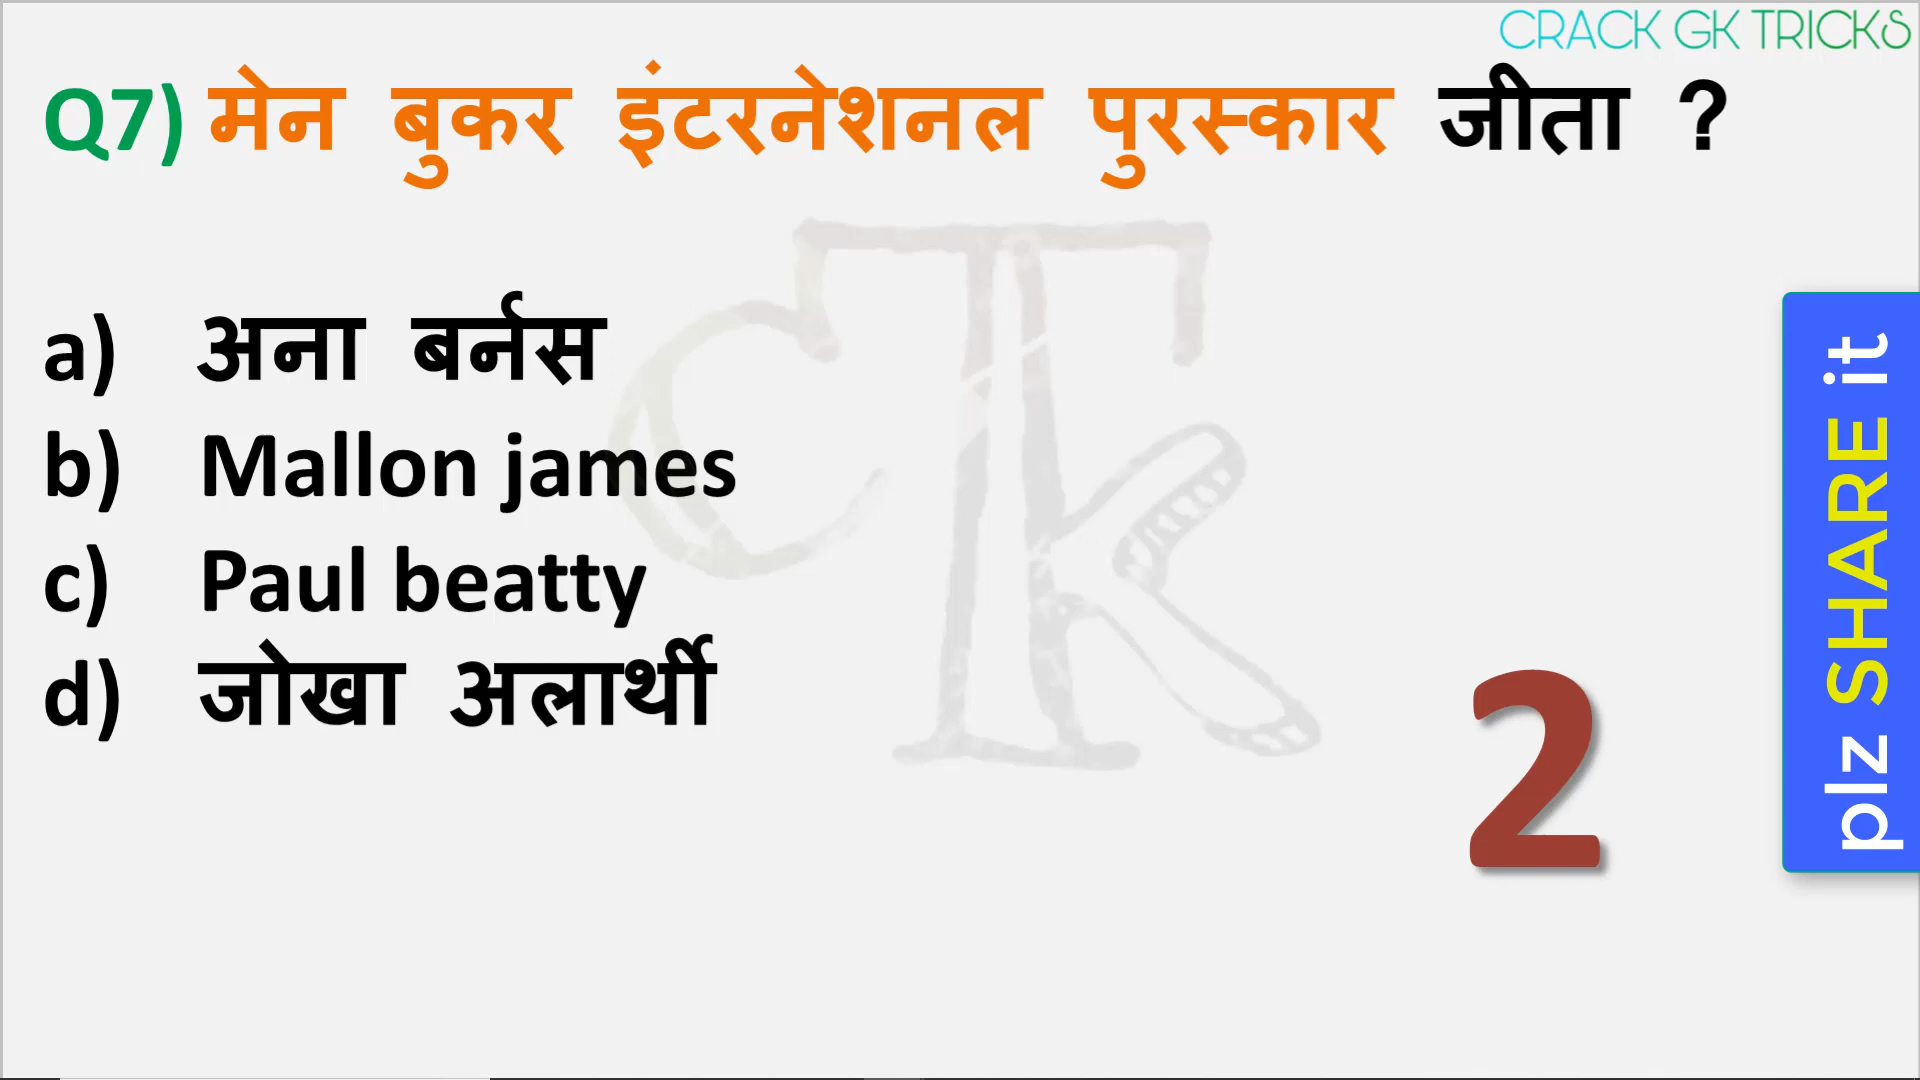 CRACK GK TRICKS
Q7) मेन बुकर इंटरनेशनल पुरस्कार जीता ?
a) अना बर्नस
b) Mallon james
c) Paul beatty
d) जोखा अलार्थी
2
plz SHARE it
CTk